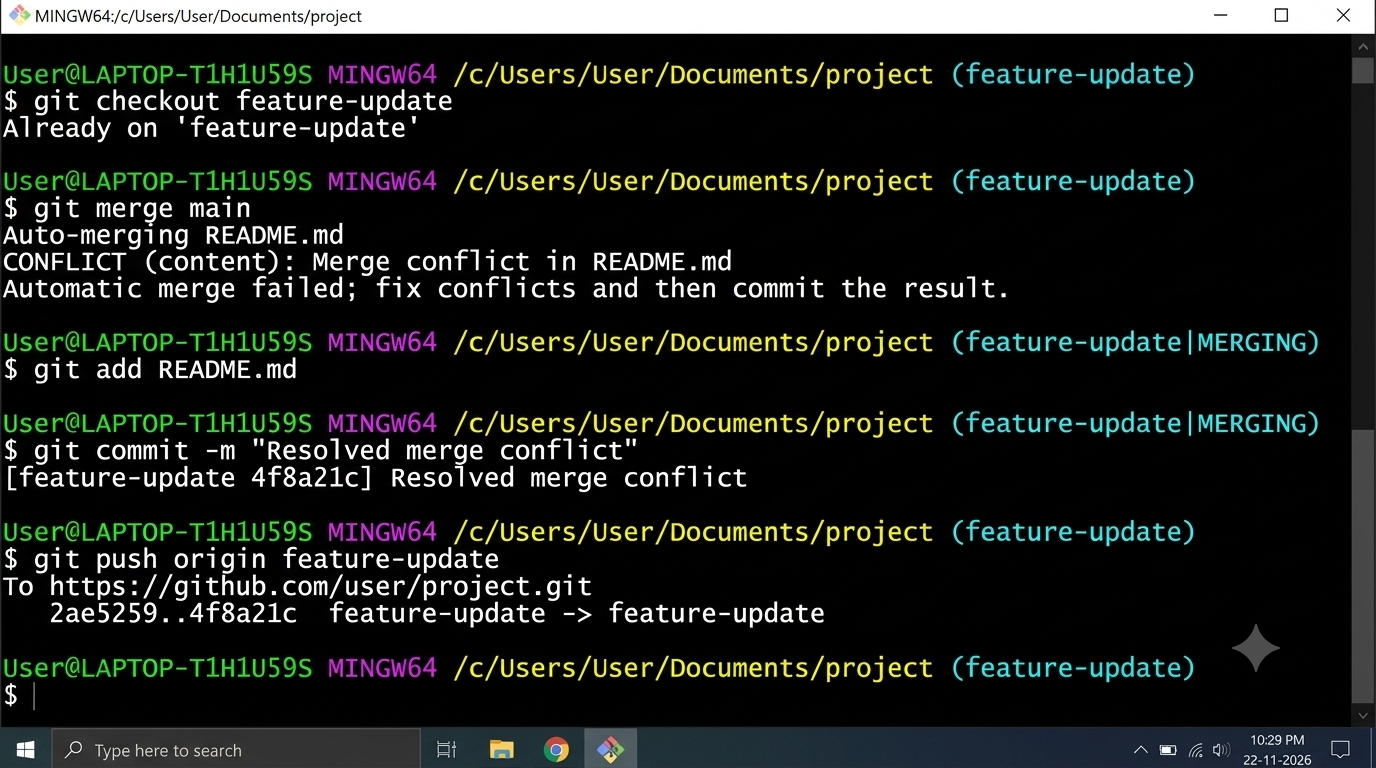 MINGW64:/c/Users/User/Documents/project
User@LAPTOP-T1H1U59S MINGW64 /c/Users/User/Documents/project (feature-update)
$ git checkout feature-update
Already on 'feature-update'
User@LAPTOP-T1H1U59S MINGW64 /c/Users/User/Documents/project (feature-update)
$ git merge main
Auto-merging README.md
CONFLICT (content): Merge conflict in README.md
Automatic merge failed; fix conflicts and then commit the result.
User@LAPTOP-T1H1U59S MINGW64 /c/Users/User/Documents/project (feature-update|MERGING)
$ git add README.md
User@LAPTOP-T1H1U59S MINGW64 /c/Users/User/Documents/project (feature-update|MERGING)
$ git commit -m "Resolved merge conflict"
[feature-update 4f8a21c] Resolved merge conflict
User@LAPTOP-T1H1U59S MINGW64 /c/Users/User/Documents/project (feature-update)
$ git push origin feature-update
To https://github.com/user/project.git
   2ae5259..4f8a21c  feature-update -> feature-update
User@LAPTOP-T1H1U59S MINGW64 /c/Users/User/Documents/project (feature-update)
$
Type here to search
10:29 PM
22-11-2026